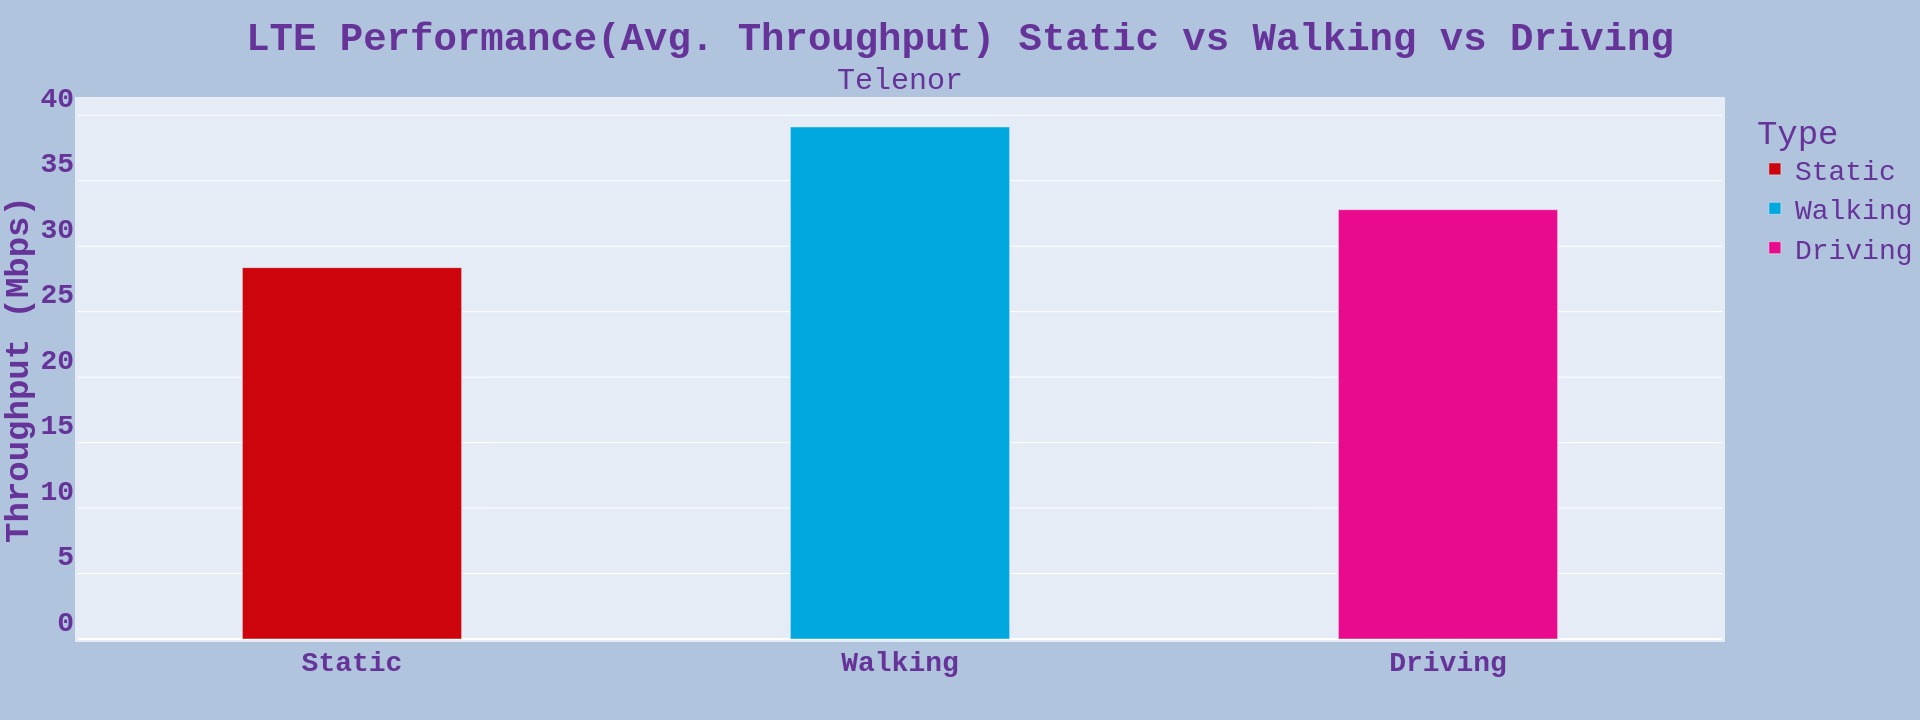 LTE Performance(Avg. Throughput) Static vs Walking vs Driving
Telenor
Throughput (Mbps)
40
35
30
25
20
15
10
5
0
Static
Walking
Driving
Type
Static
Walking
Driving